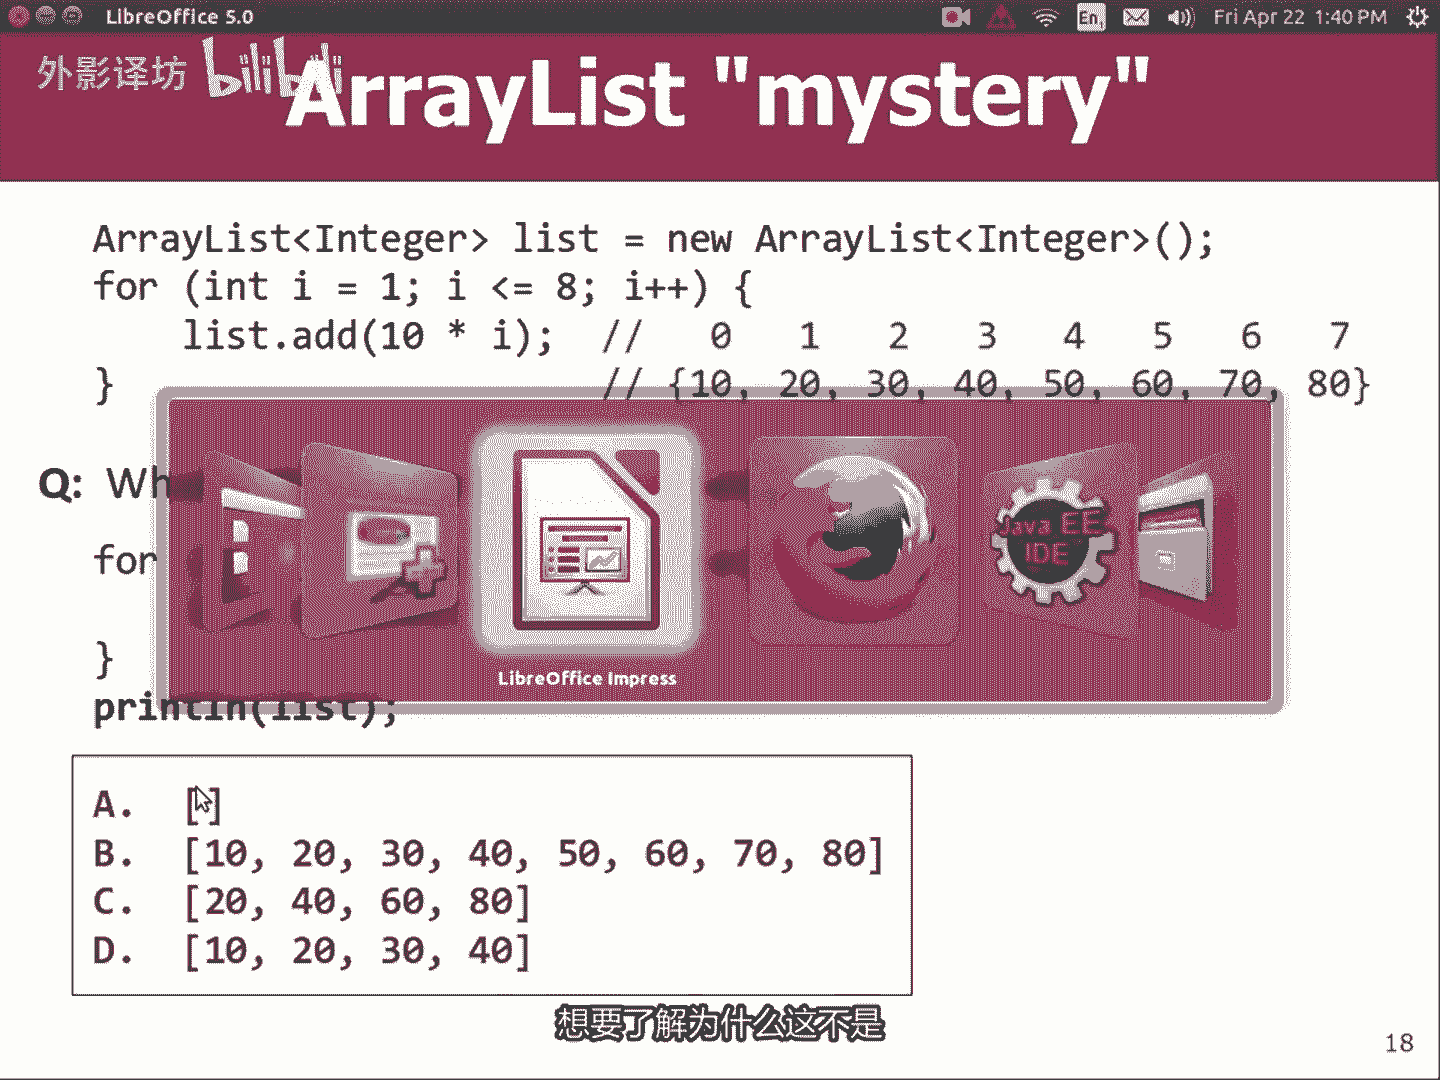 LibreOffice 5.0
En
Fri Apr 22 1:40 PM
外影译坊 bilibili
ArrayList "mystery"
ArrayList<Integer> list = new ArrayList<Integer>();
for (int i = 1; i <= 8; i++) {
list.add(10 * i); // 0 1 2 3 4 5 6 7
} // {10, 20, 30, 40, 50, 60, 70, 80}
Q:
for
Java EE
IDE
}
LibreOffice Impress
println(list);
A. []
B. [10, 20, 30, 40, 50, 60, 70, 80]
C. [20, 40, 60, 80]
D. [10, 20, 30, 40]
想要了解为什么这不是
18